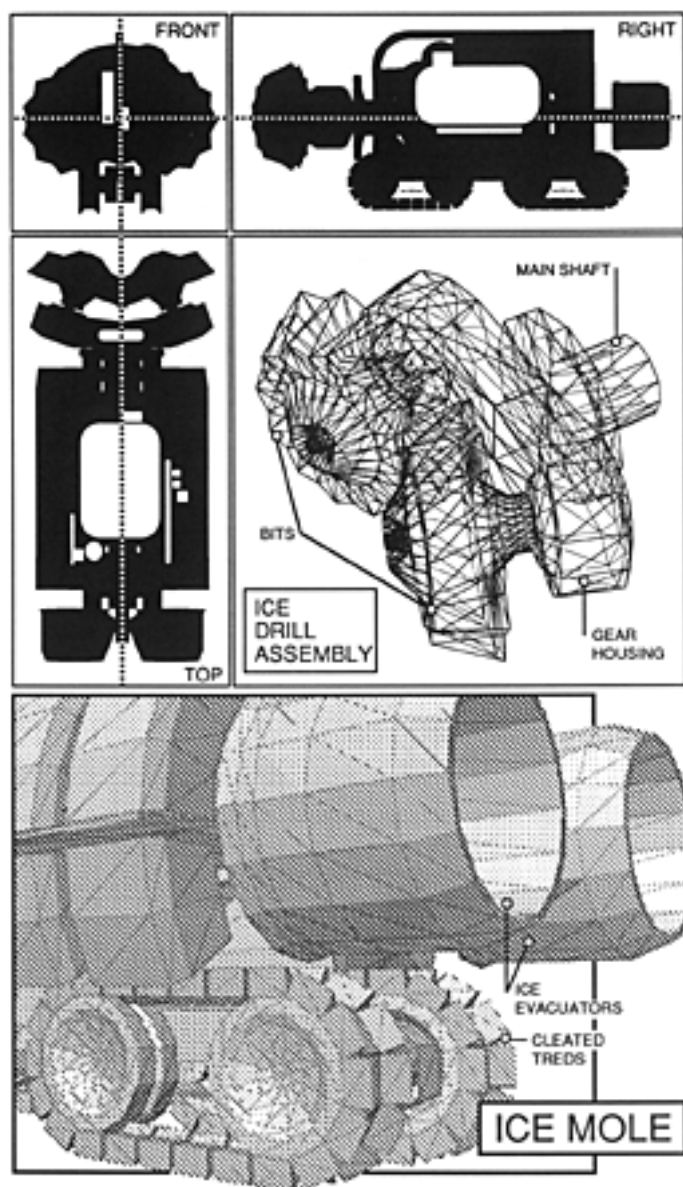 FRONT
RIGHT
TOP
MAIN SHAFT
BITS
ICE
DRILL
ASSEMBLY
GEAR
HOUSING
ICE
EVACUATORS
CLEATED
TREDS
ICE MOLE